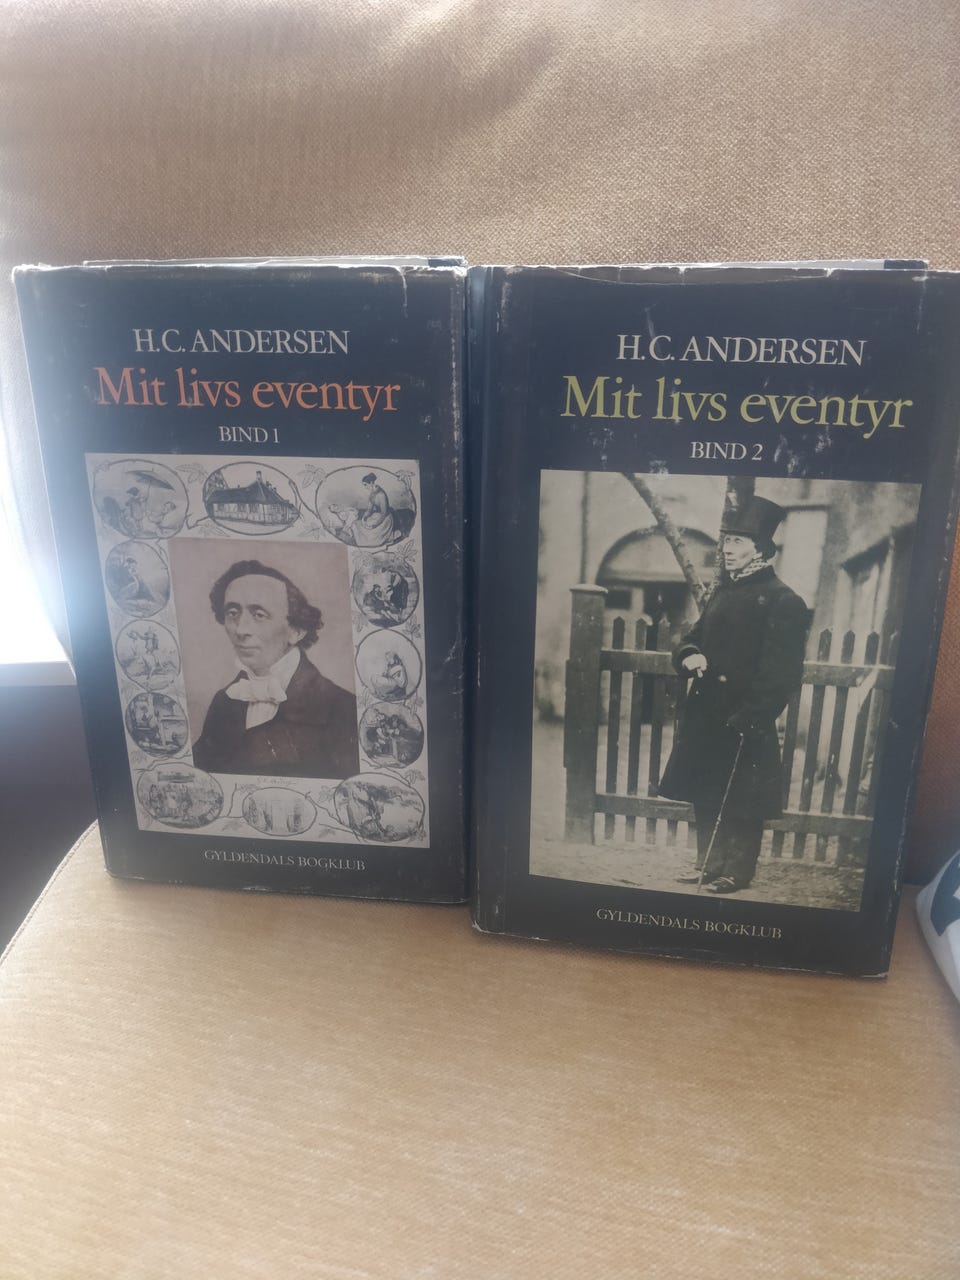 H.C. ANDERSEN
Mit livs eventyr
BIND 1
GYLDENDALS BOGKLUB
H.C. ANDERSEN
Mit livs eventyr
BIND 2
GYLDENDALS BOGKLUB